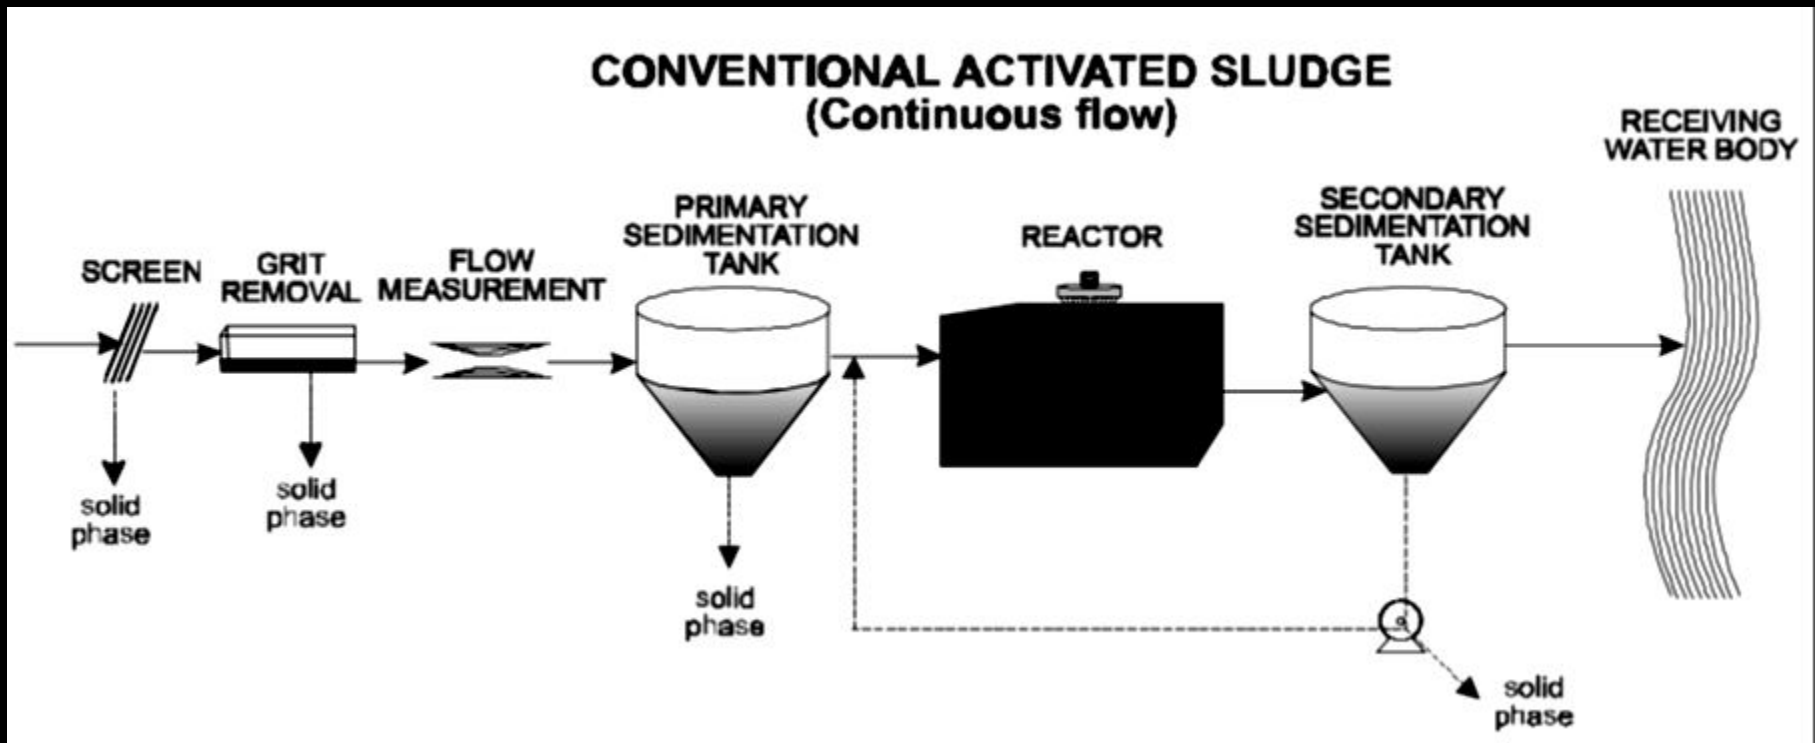 CONVENTIONAL ACTIVATED SLUDGE
(Continuous flow)
RECEIVING
WATER BODY
SCREEN
GRIT
REMOVAL
FLOW
MEASUREMENT
PRIMARY
SEDIMENTATION
TANK
REACTOR
SECONDARY
SEDIMENTATION
TANK
solid
phase
solid
phase
solid
phase
solid
phase